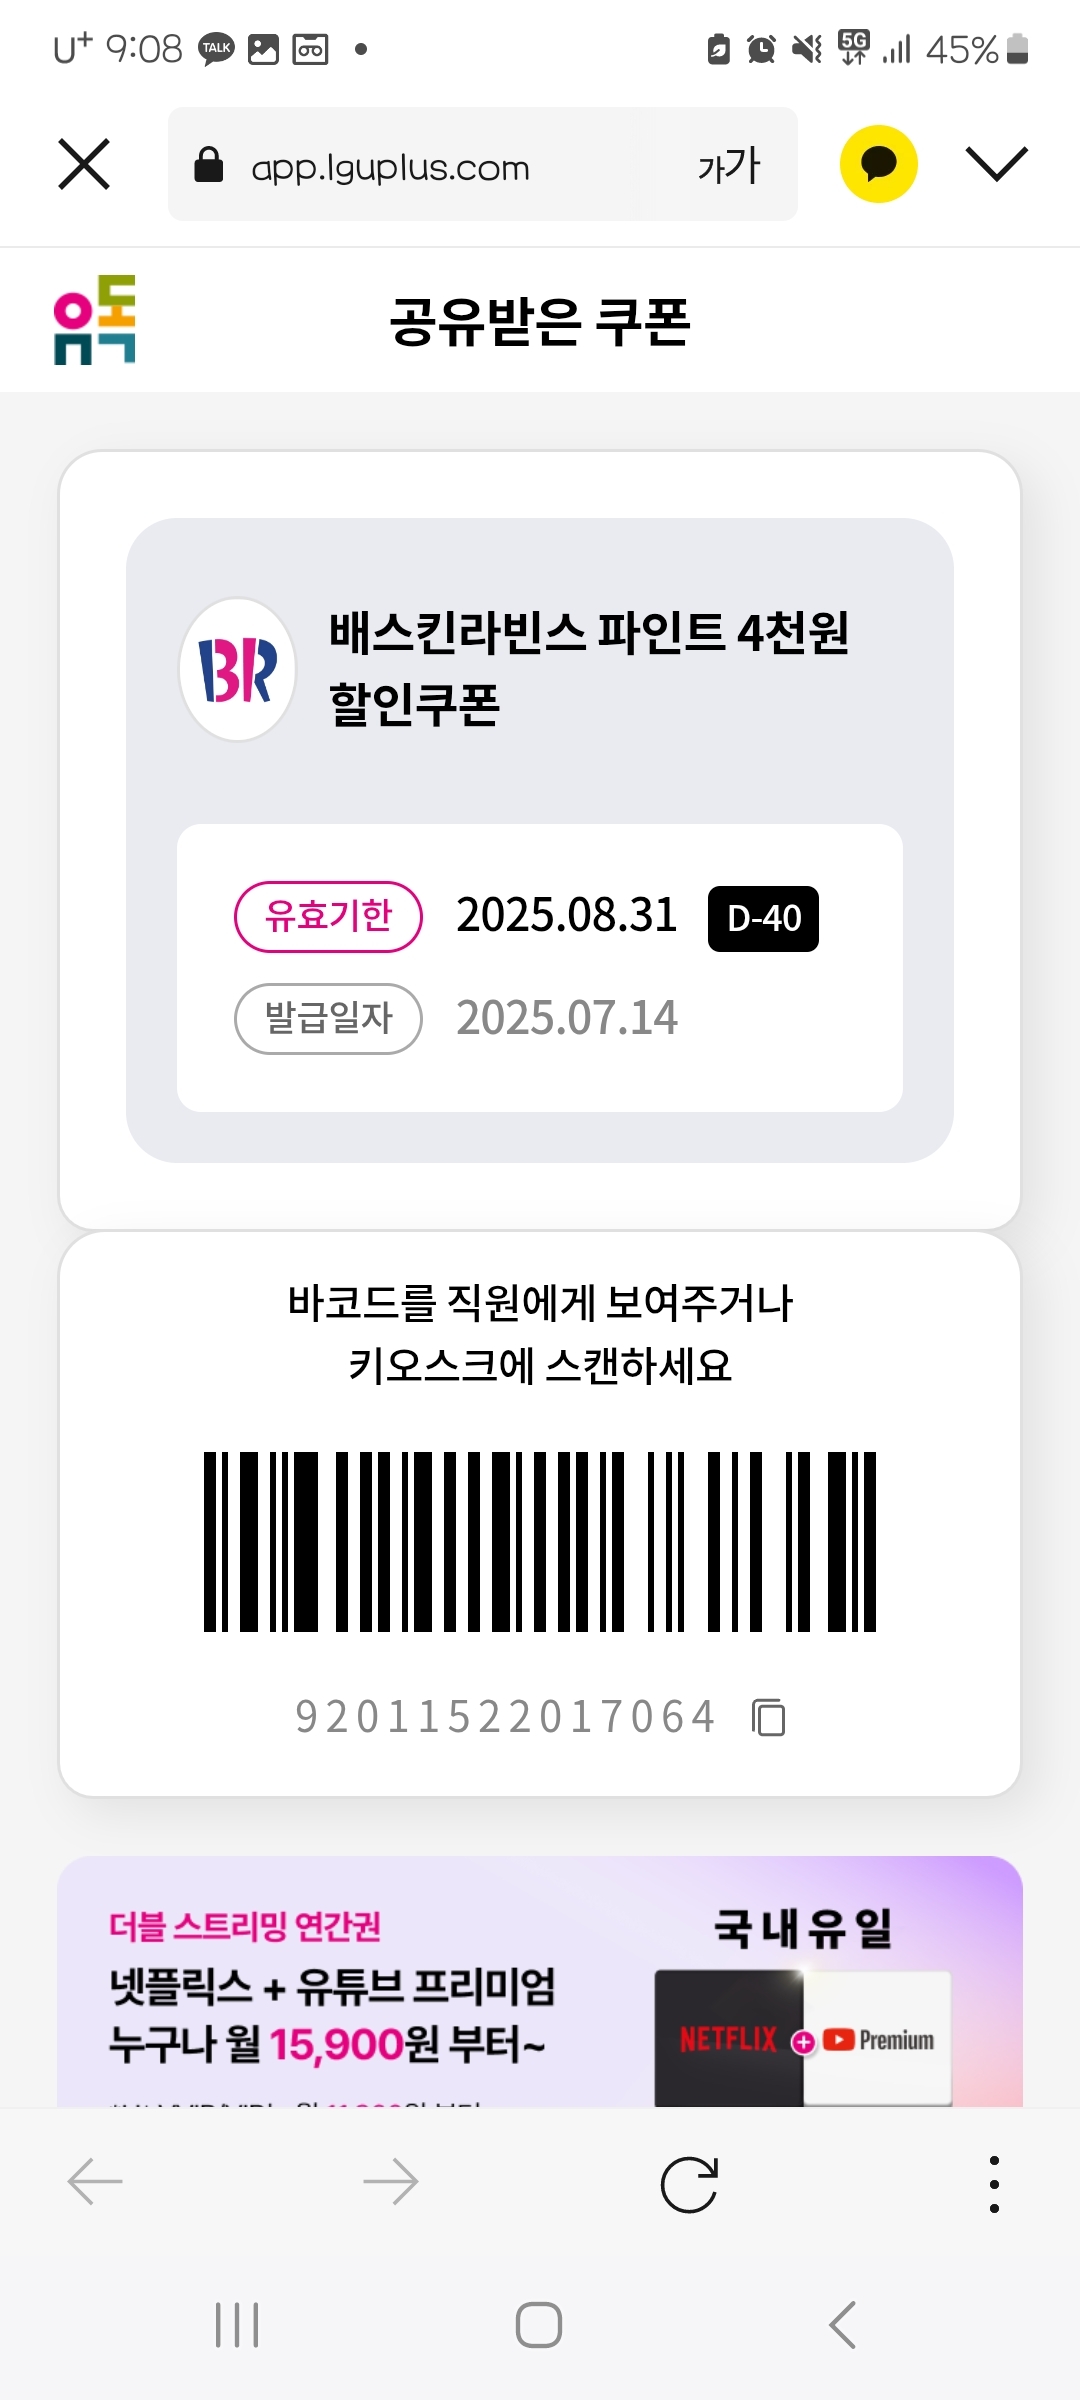 U+ 9:08 TALK 5G 45%
app.lguplus.com 가가
유독 공유받은 쿠폰
BR
배스킨라빈스 파인트 4천원
할인쿠폰
유효기한 2025.08.31 D-40
발급일자 2025.07.14
바코드를 직원에게 보여주거나
키오스크에 스캔하세요
92011522017064
더블 스트리밍 연간권
넷플릭스 + 유튜브 프리미엄
누구나 월 15,900원 부터~
국내유일
NETFLIX + Premium